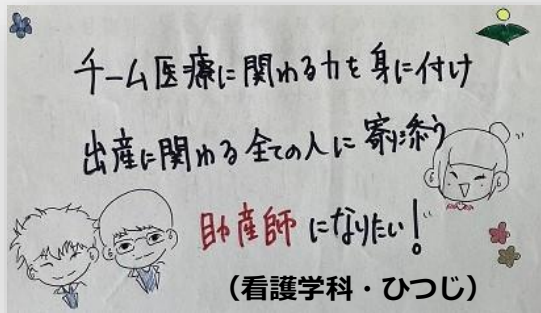 チーム医療に関わる力を身に付け
出産に関わる全ての人に寄り添う
助産師になりたい！
（看護学科・ひつじ）